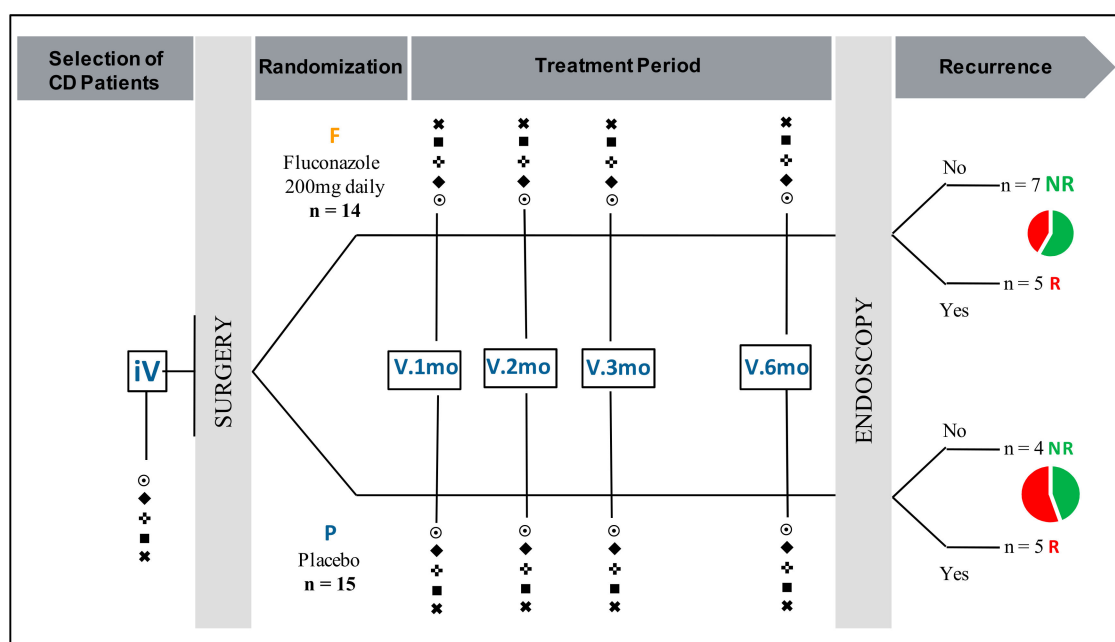 Selection of
CD Patients
Randomization
Treatment Period
Recurrence
F
Fluconazole
200mg daily
n = 14
No
n = 7 NR
n = 5 R
Yes
SURGERY
ENDOSCOPY
iV
V.1mo
V.2mo
V.3mo
V.6mo
No
n = 4 NR
n = 5 R
Yes
P
Placebo
n = 15